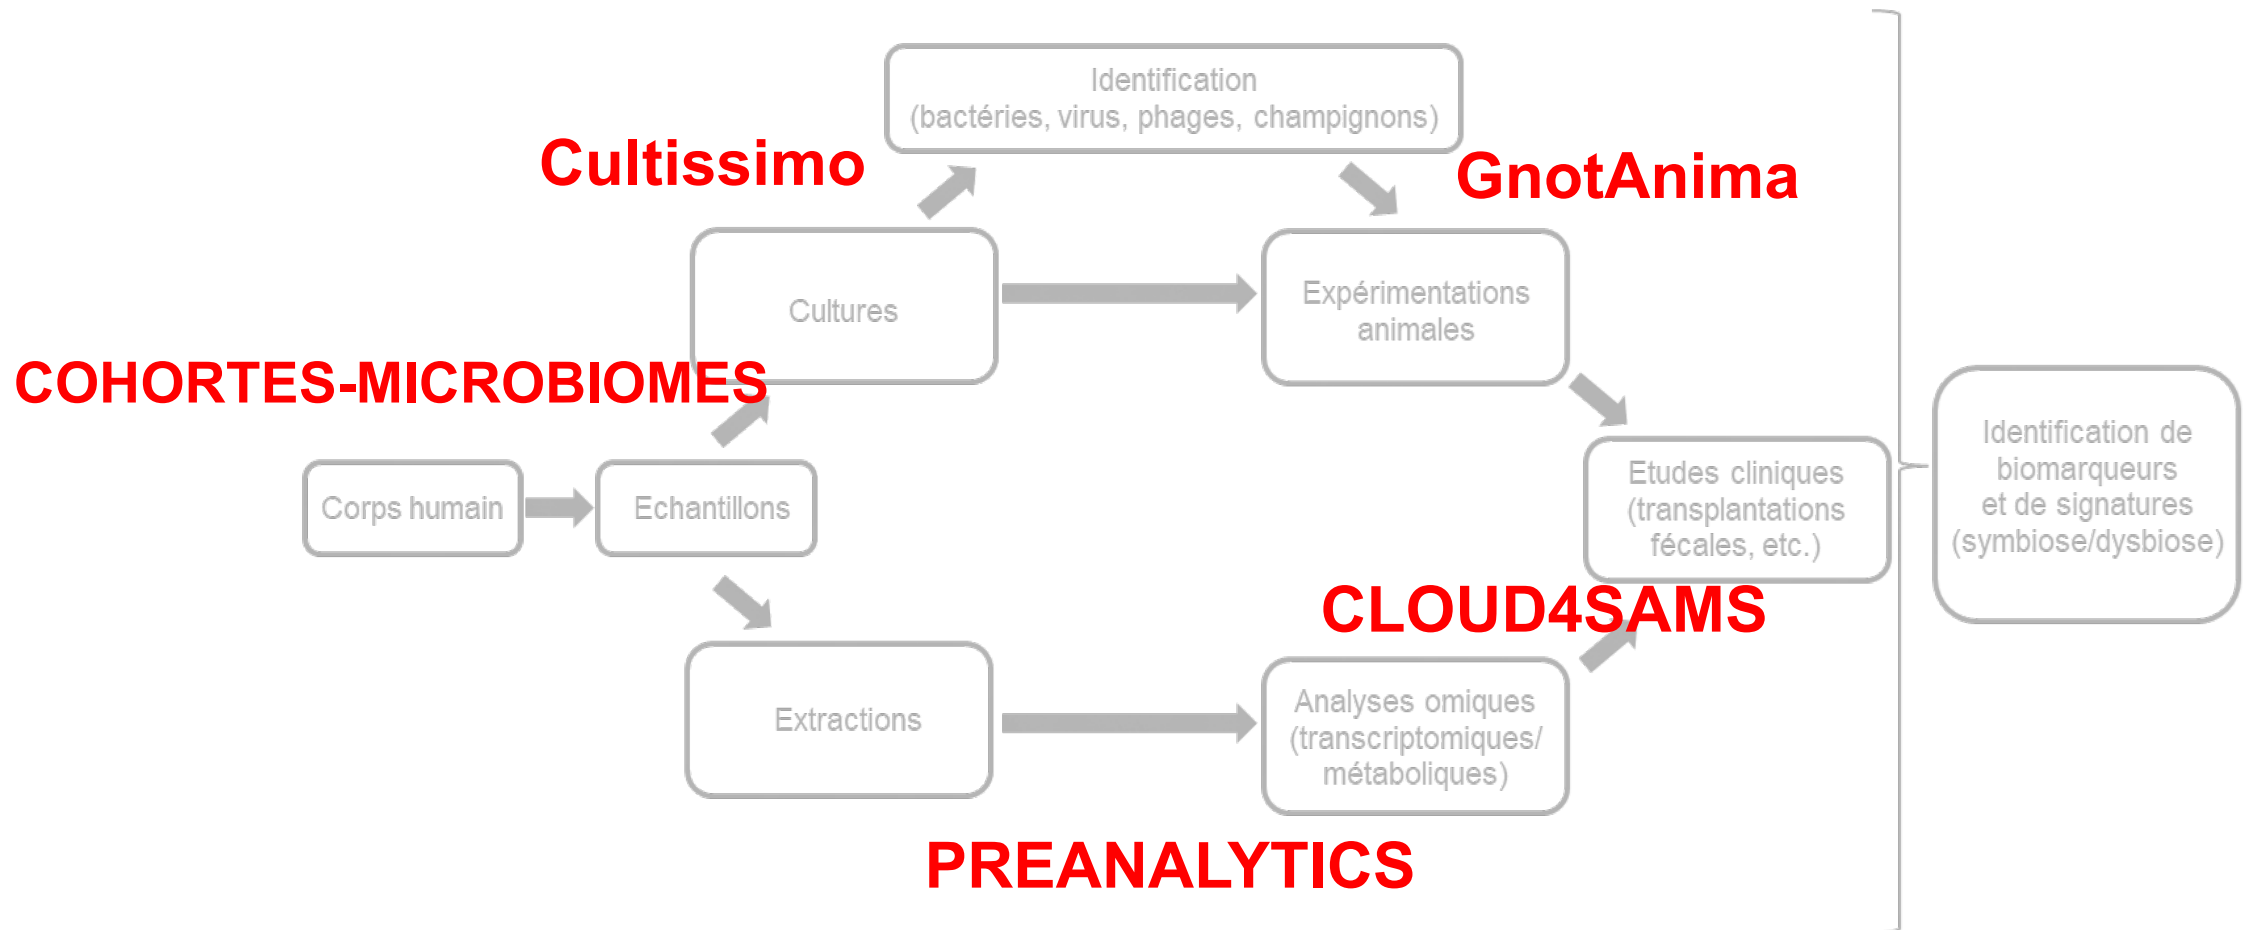 Identification
(bactéries, virus, phages, champignons)
Cultissimo
GnotAnima
Cultures
Expérimentations
animales
COHORTES-MICROBIOMES
Corps humain
Echantillons
Etudes cliniques
(transplantations
fécales, etc.)
Identification de
biomarqueurs
et de signatures
(symbiose/dysbiose)
CLOUD4SAMS
Extractions
Analyses omiques
(transcriptomiques/
métaboliques)
PREANALYTICS